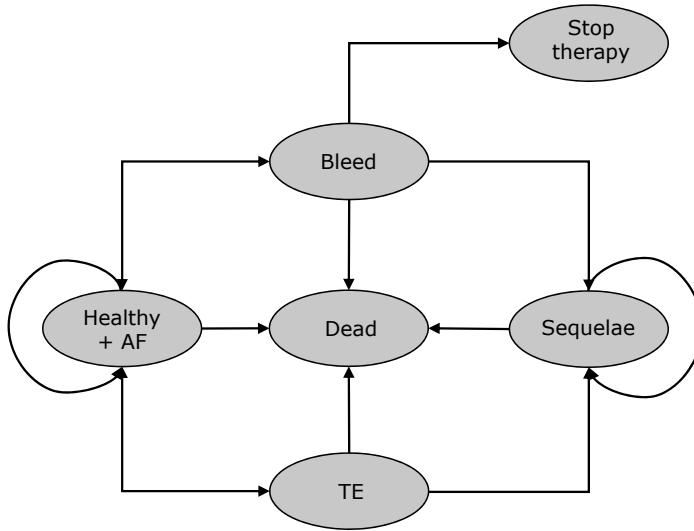 Stop
therapy
Bleed
Healthy
+ AF
Dead
Sequelae
TE